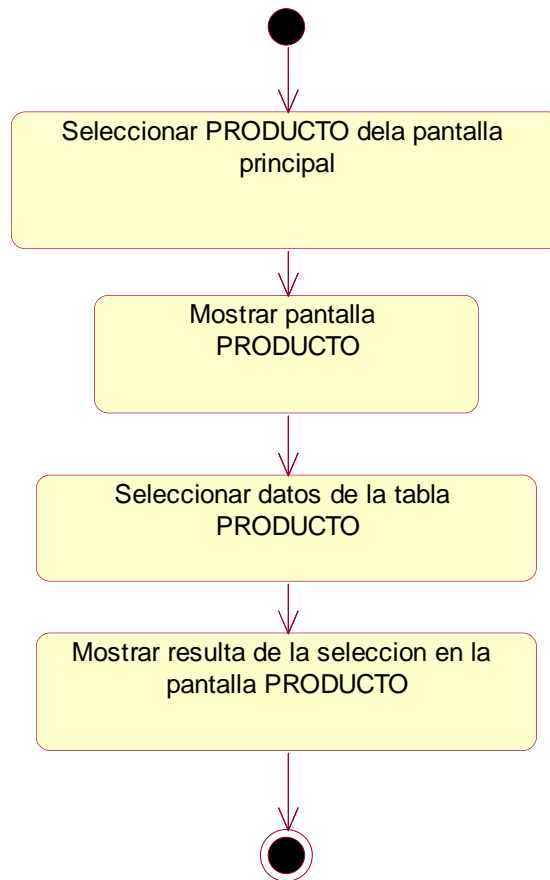 Seleccionar PRODUCTO dela pantalla
principal
Mostrar pantalla
PRODUCTO
Seleccionar datos de la tabla
PRODUCTO
Mostrar resulta de la seleccion en la
pantalla PRODUCTO